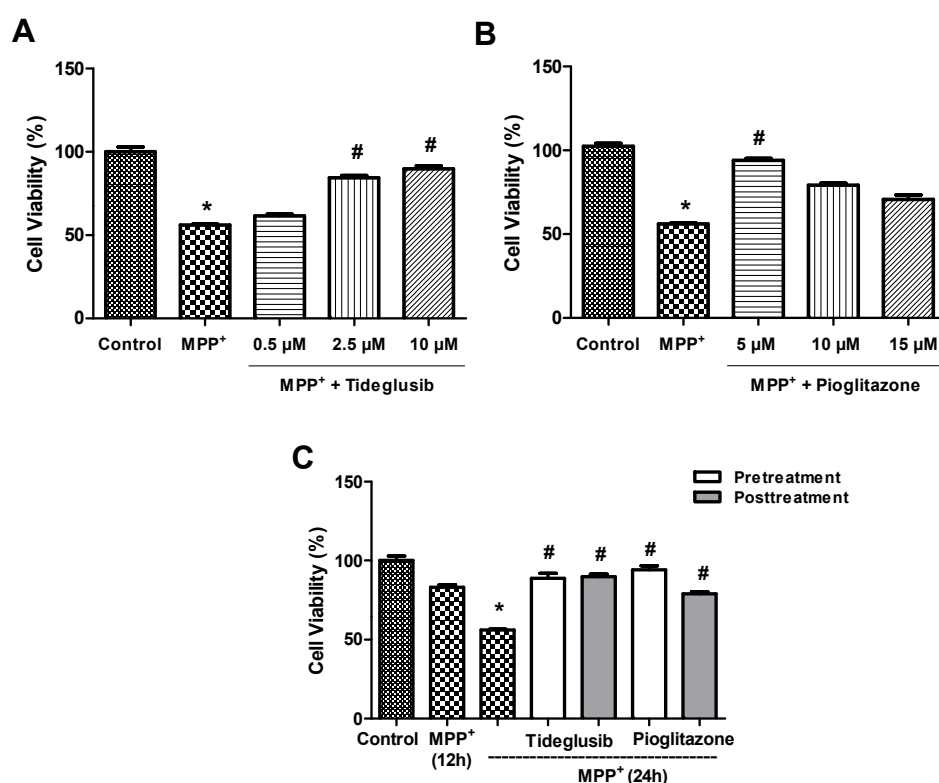 A
Cell Viability (%)
150
100
50
0
*
#
#
Control
MPP⁺
0.5 µM
2.5 µM
10 µM
MPP⁺ + Tideglusib
B
Cell Viability (%)
150
100
50
0
*
#
Control
MPP⁺
5 µM
10 µM
15 µM
MPP⁺ + Pioglitazone
C
Pretreatment
Posttreatment
Cell Viability (%)
150
100
50
0
*
#
#
#
#
Control
MPP⁺
(12h)
Tideglusib
Pioglitazone
MPP⁺ (24h)